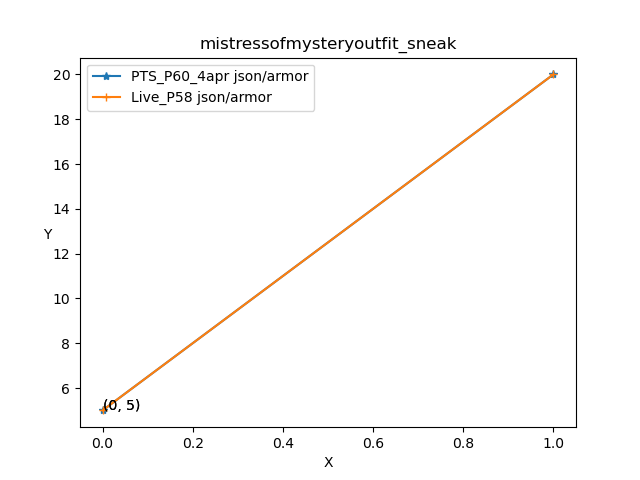 mistressofmysteryoutfit_sneak
PTS_P60_4apr json/armor
Live_P58 json/armor
20
18
16
14
12
10
8
6
Y
(0, 5)
0.0 0.2 0.4 0.6 0.8 1.0
X